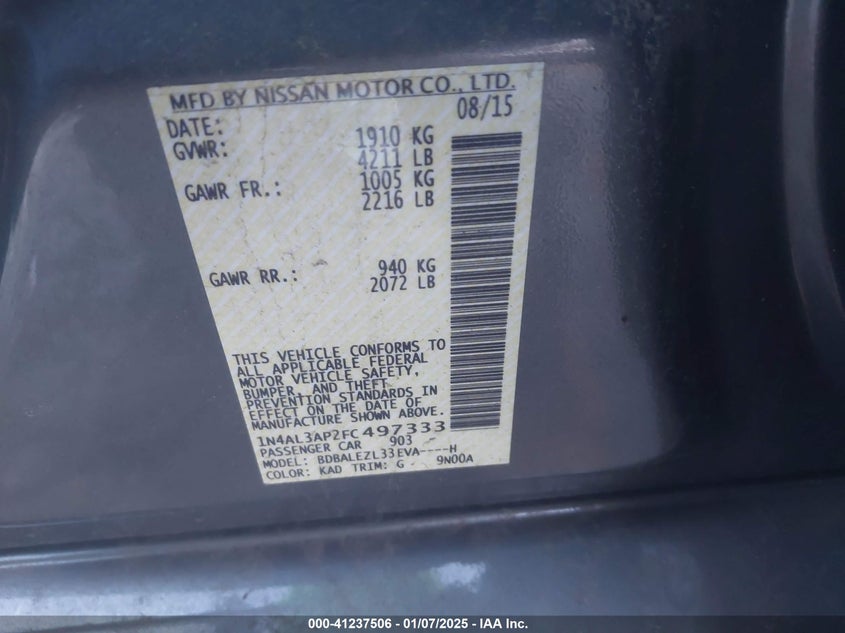 MFD BY NISSAN MOTOR CO., LTD.
DATE: 08/15
GVWR: 1910 KG
4211 LB
GAWR FR.: 1005 KG
2216 LB
GAWR RR.: 940 KG
2072 LB
THIS VEHICLE CONFORMS TO
ALL APPLICABLE FEDERAL
MOTOR VEHICLE SAFETY,
BUMPER, AND THEFT
PREVENTION STANDARDS IN
EFFECT ON THE DATE OF
MANUFACTURE SHOWN ABOVE.
1N4AL3AP2FC497333
PASSENGER CAR 903
MODEL: BDBALEZL33EVA----H
COLOR: KAD TRIM: G 9N00A
000-41237506 - 01/07/2025 - © IAA Inc.